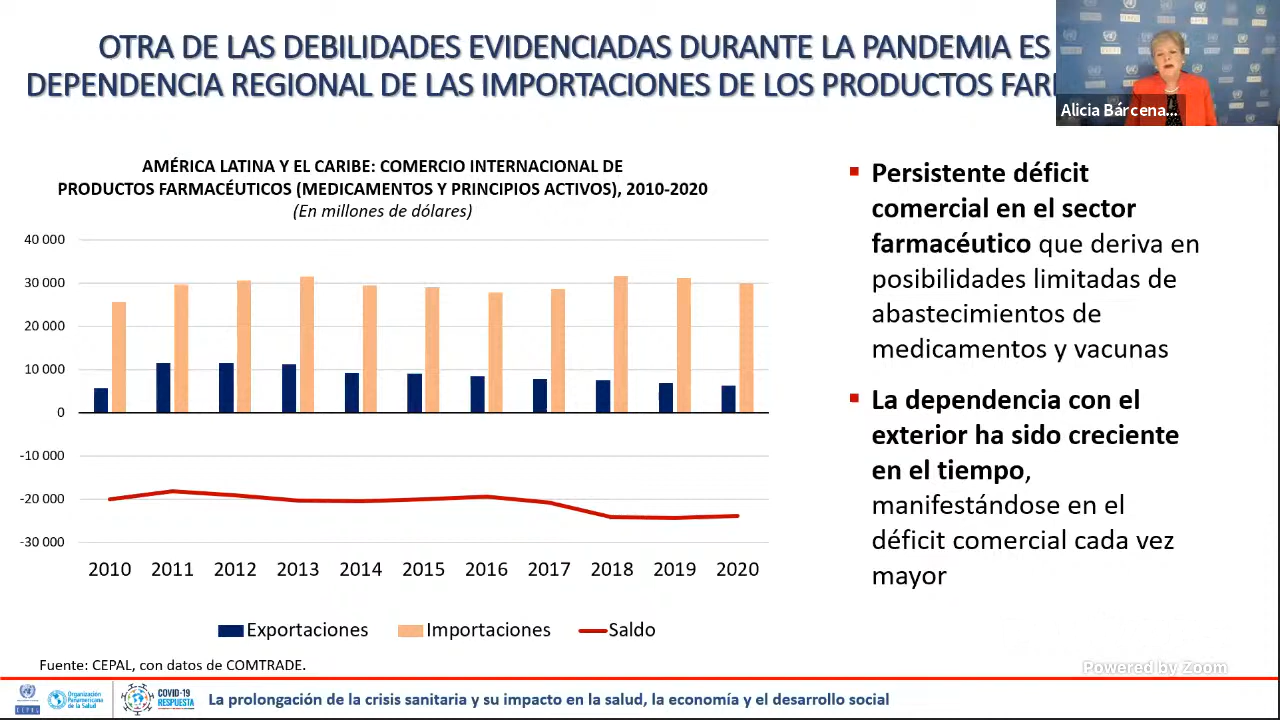 OTRA DE LAS DEBILIDADES EVIDENCIADAS DURANTE LA PANDEMIA ES
DEPENDENCIA REGIONAL DE LAS IMPORTACIONES DE LOS PRODUCTOS
Alicia Bárcena...
AMÉRICA LATINA Y EL CARIBE: COMERCIO INTERNACIONAL DE
PRODUCTOS FARMACÉUTICOS (MEDICAMENTOS Y PRINCIPIOS ACTIVOS), 2010-2020
(En millones de dólares)
40 000
30 000
20 000
10 000
0
-10 000
-20 000
-30 000
2010 2011 2012 2013 2014 2015 2016 2017 2018 2019 2020
Exportaciones Importaciones Saldo
Persistente déficit
comercial en el sector
farmacéutico que deriva en
posibilidades limitadas de
abastecimientos de
medicamentos y vacunas
La dependencia con el
exterior ha sido creciente
en el tiempo,
manifestándose en el
déficit comercial cada vez
mayor
Fuente: CEPAL, con datos de COMTRADE.
Powered by Zoom
CEPAL
Organización
Panamericana
de la Salud
COVID-19
RESPUESTA
La prolongación de la crisis sanitaria y su impacto en la salud, la economía y el desarrollo social